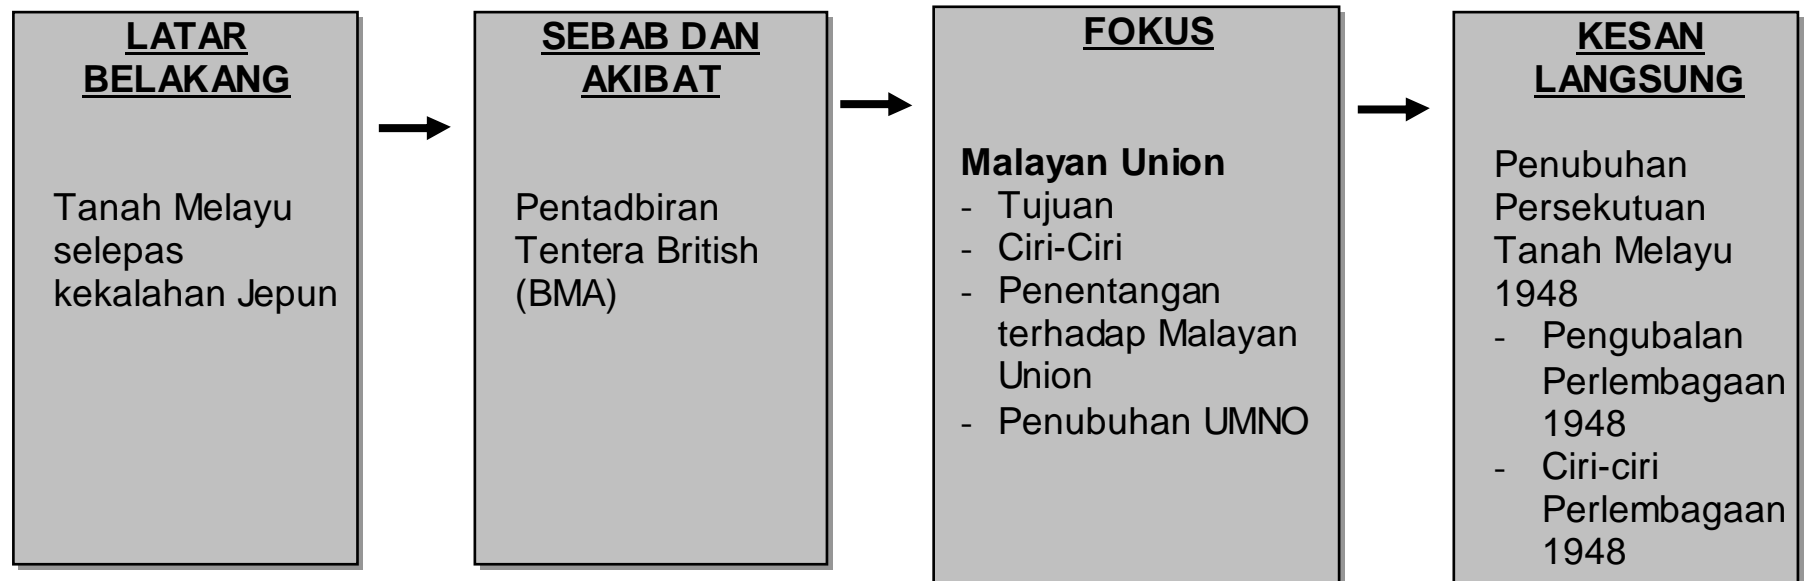 LATAR
BELAKANG
Tanah Melayu
selepas
kekalahan Jepun
SEBAB DAN
AKIBAT
Pentadbiran
Tentera British
(BMA)
FOKUS
Malayan Union
- Tujuan
- Ciri-Ciri
- Penentangan
terhadap Malayan
Union
- Penubuhan UMNO
KESAN
LANGSUNG
Penubuhan
Persekutuan
Tanah Melayu
1948
- Pengubalan
Perlembagaan
1948
- Ciri-ciri
Perlembagaan
1948